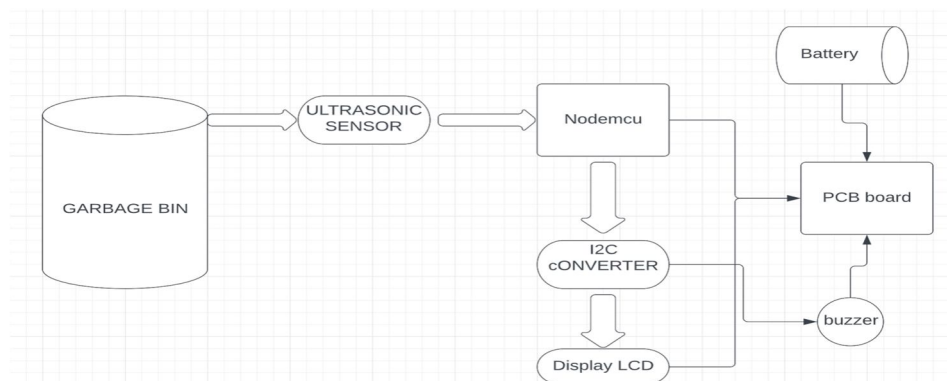 Battery
ULTRASONIC
SENSOR
Nodemcu
GARBAGE BIN
PCB board
I2C
cONVERTER
buzzer
Display LCD